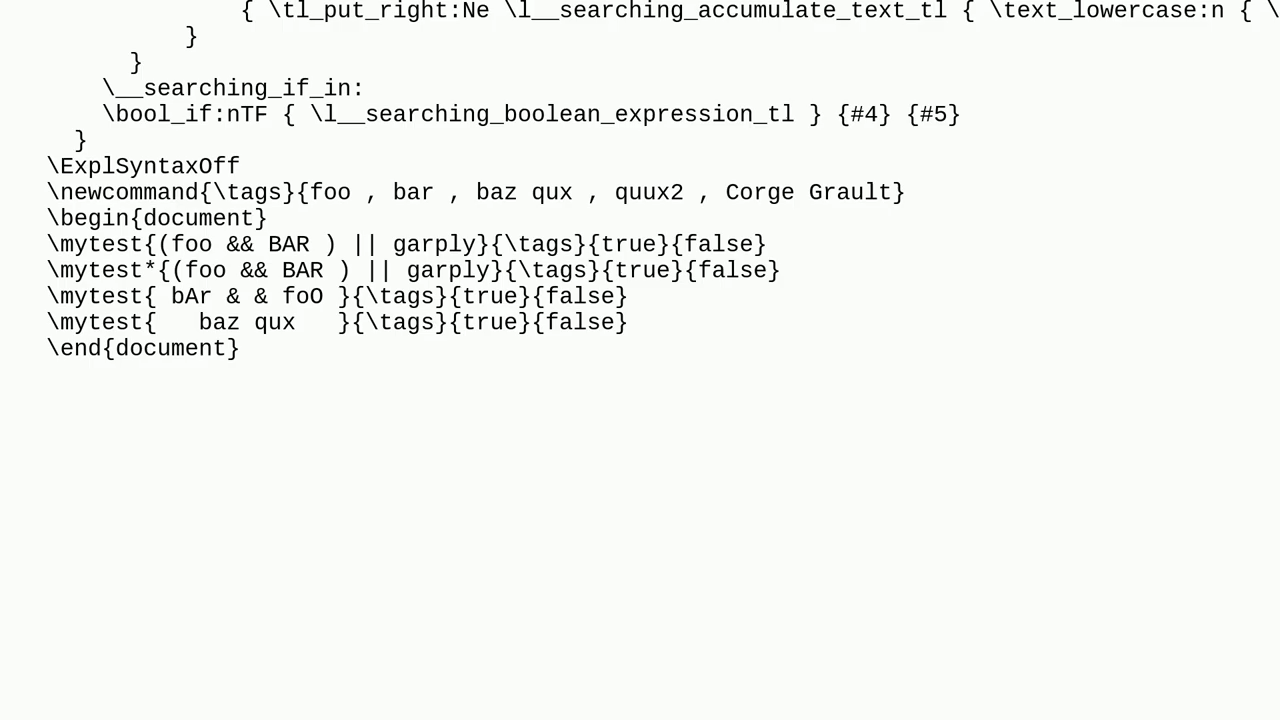 { \tl_put_right:Ne \l__searching_accumulate_text_tl { \text_lowercase:n { \
}
}
\__searching_if_in:
\bool_if:nTF { \l__searching_boolean_expression_tl } {#4} {#5}
}
\ExplSyntaxOff
\newcommand{\tags}{foo , bar , baz qux , quux2 , Corge Grault}
\begin{document}
\mytest{(foo && BAR ) || garply}{\tags}{true}{false}
\mytest*{(foo && BAR ) || garply}{\tags}{true}{false}
\mytest{ bAr & & foO }{\tags}{true}{false}
\mytest{   baz qux   }{\tags}{true}{false}
\end{document}